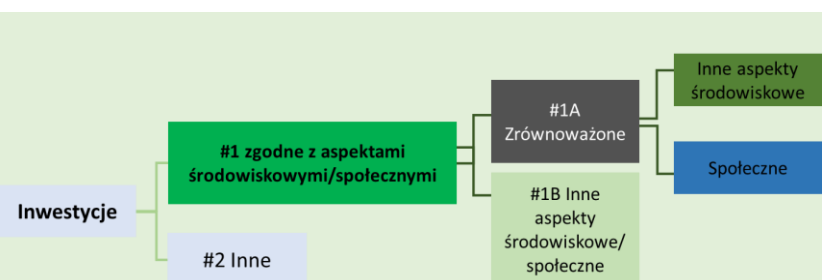 Inwestycje
#1 zgodne z aspektami
środowiskowymi/społecznymi
#2 Inne
#1A
Zrównoważone
#1B Inne
aspekty
środowiskowe/
społeczne
Inne aspekty
środowiskowe
Społeczne